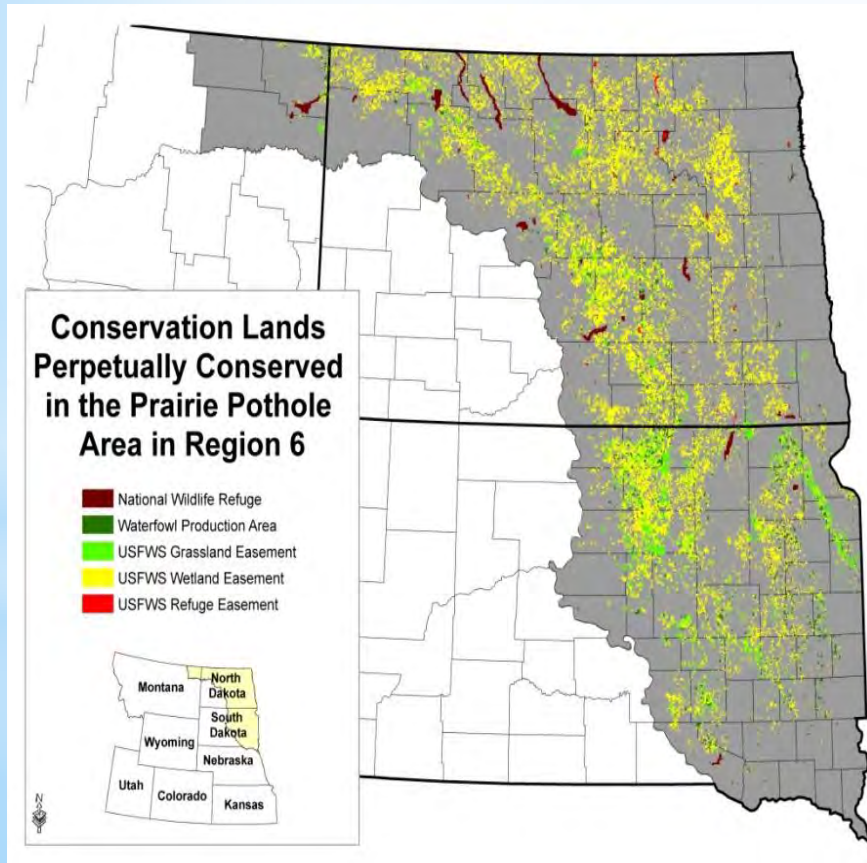 Conservation Lands
Perpetually Conserved
in the Prairie Pothole
Area in Region 6
National Wildlife Refuge
Waterfowl Production Area
USFWS Grassland Easement
USFWS Wetland Easement
USFWS Refuge Easement
Montana
North
Dakota
South
Dakota
Wyoming
Nebraska
Utah
Colorado
Kansas
N